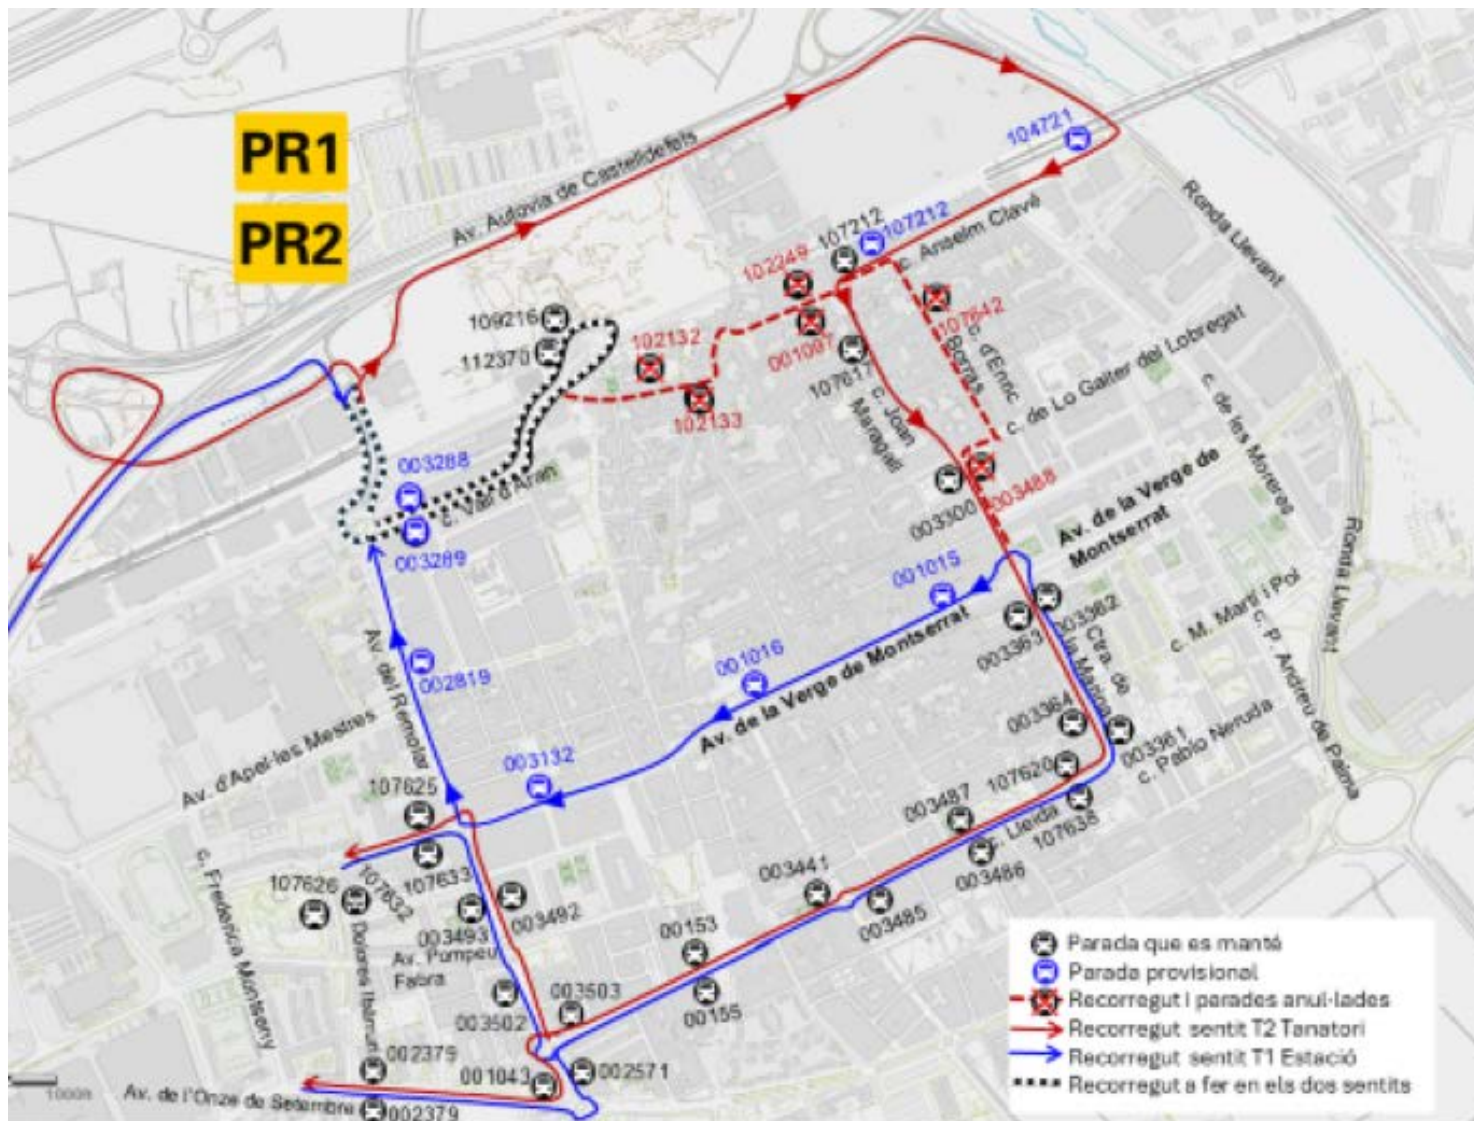 PR1
PR2
Av. Autovia de Castelldefels
104721
Ronda Llevant
107212
107212
c. Anselm Clavé
102249
109216
112370
102132
102133
001097
107617
107642
c. d'Enric
Borras
c. de Lo Gaiter del Llobregat
c. Joan
Maragall
c. de les Moreres
003288
c. Val d'Aran
003289
003300
003488
Av. de la Verge de
Montserrat
Ronda Llevant
001015
c. M. Martí i Pol
003362
003363
Ctra. de
la Marina
c. P. Andreu de Palma
Av. del Remolar
002819
001016
Av. de la Verge de Montserrat
003364
003361
c. Pablo Neruda
Av. d'Apel·les Mestres
003132
107620
107625
003487
c. Lleida
107638
c. Frederica Montseny
107626
107632
107633
003441
003486
003492
003493
003485
Av. Pompeu
Fabra
00153
003503
003502
00155
002379
001043
002571
Av. de l'Onze de Setembre
002379
Parada que es manté
Parada provisional
Recorregut i parades anul·lades
Recorregut sentit T2 Tanatori
Recorregut sentit T1 Estació
Recorregut a fer en els dos sentits